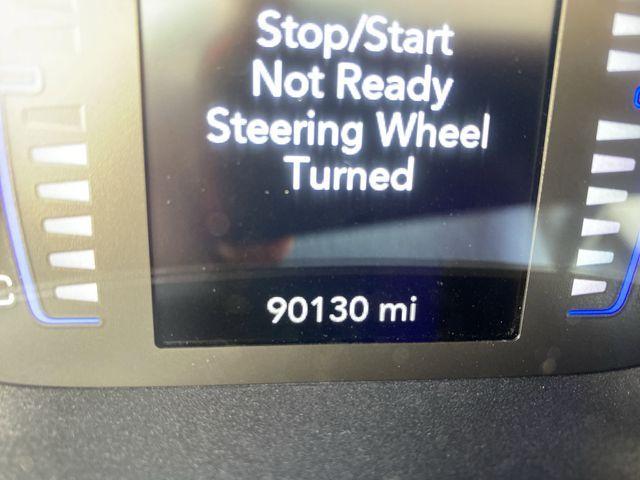 Stop/Start
Not Ready
Steering Wheel
Turned
90130 mi
C